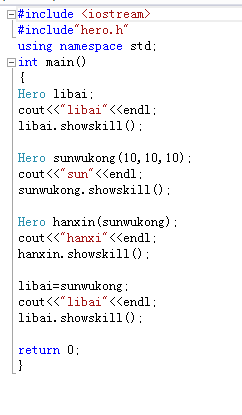 #include <iostream>
#include"hero.h"
using namespace std;
int main()
{
Hero libai;
cout<<"libai"<<endl;
libai.showskill();
Hero sunwukong(10,10,10);
cout<<"sun"<<endl;
sunwukong.showskill();
Hero hanxin(sunwukong);
cout<<"hanxi"<<endl;
hanxin.showskill();
libai=sunwukong;
cout<<"libai"<<endl;
libai.showskill();
return 0;
}